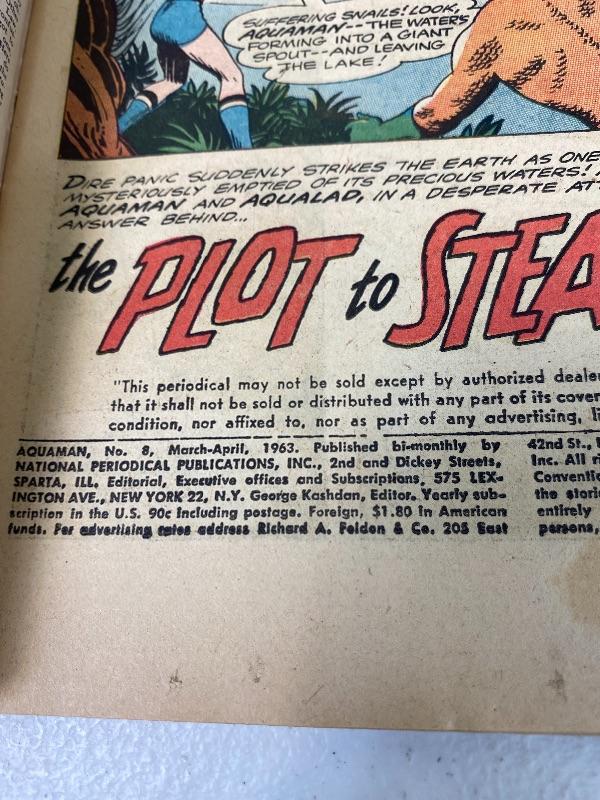 SUFFERING SNAILS! LOOK,
AQUAMAN--THE WATERS
FORMING INTO A GIANT
SPOUT--AND LEAVING
THE LAKE!
DIRE PANIC SUDDENLY STRIKES THE EARTH AS ONE
MYSTERIOUSLY EMPTIED OF ITS PRECIOUS WATERS!
AQUAMAN AND AQUALAD, IN A DESPERATE AT
ANSWER BEHIND...
the PLOT to STEA
"This periodical may not be sold except by authorized deale
that it shall not be sold or distributed with any part of its cover
condition, nor affixed to, nor as part of any advertising, li
AQUAMAN, No. 8, March-April, 1963. Published bi-monthly by
NATIONAL PERIODICAL PUBLICATIONS, INC., 2nd and Dickey Streets,
SPARTA, ILL. Editorial, Executive offices and Subscriptions, 575 LEX-
INGTON AVE., NEW YORK 22, N.Y. George Kashdan, Editor. Yearly sub-
scription in the U.S. 90c including postage. Foreign, $1.80 in American
funds. For advertising rates address Richard A. Feldon & Co. 205 East
42nd St.,
Inc. All ri
Conventio
the storie
entirely
persons,